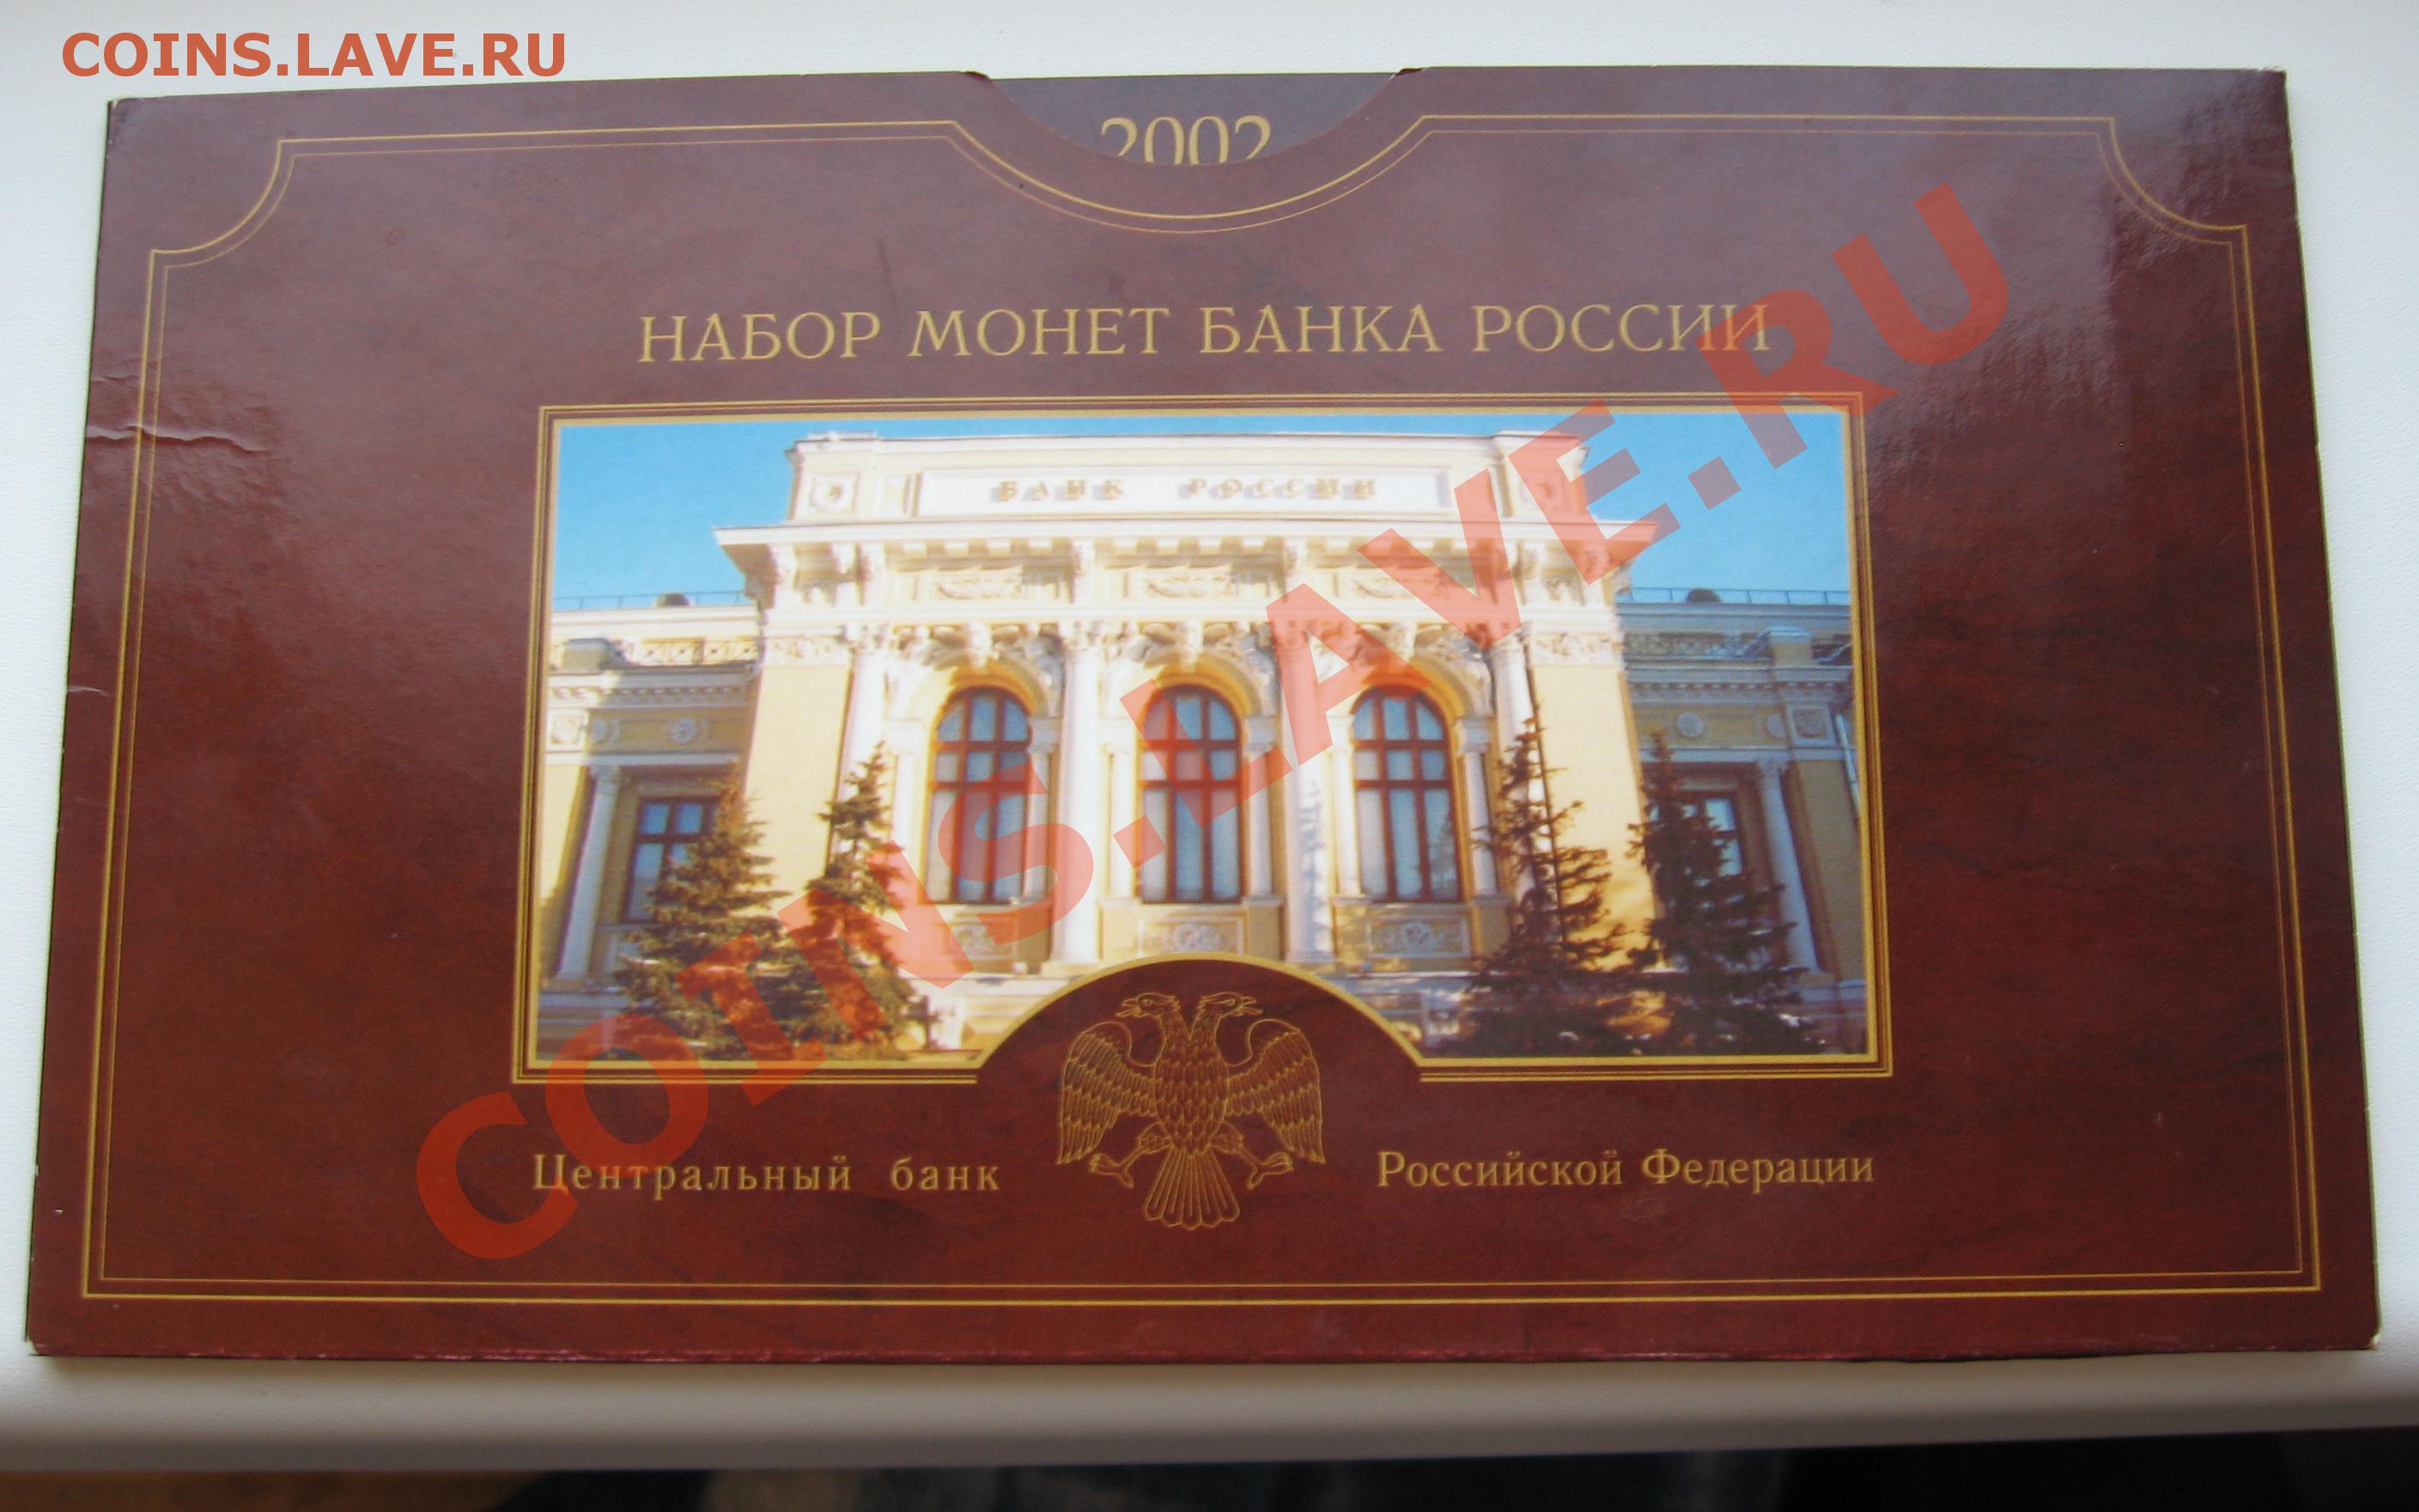 COINS.LAVE.RU
2002
НАБОР МОНЕТ БАНКА РОССИИ
БАНК РОССИИ
COINS.LAVE.RU
Центральный банк Российской Федерации